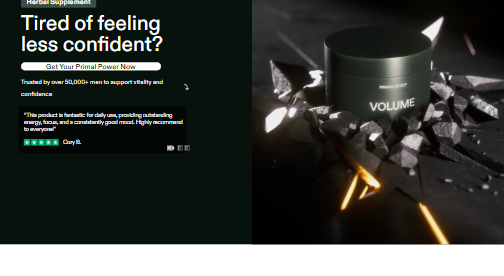 Herbal Supplement
Tired of feeling
less confident?
Get Your Primal Power Now
Trusted by over 50,000+ men to support vitality and
confidence
"This product is fantastic for daily use, providing outstanding
energy, focus, and a consistently good mood. Highly recommend
to everyone!"
Cory B.
VOLUME